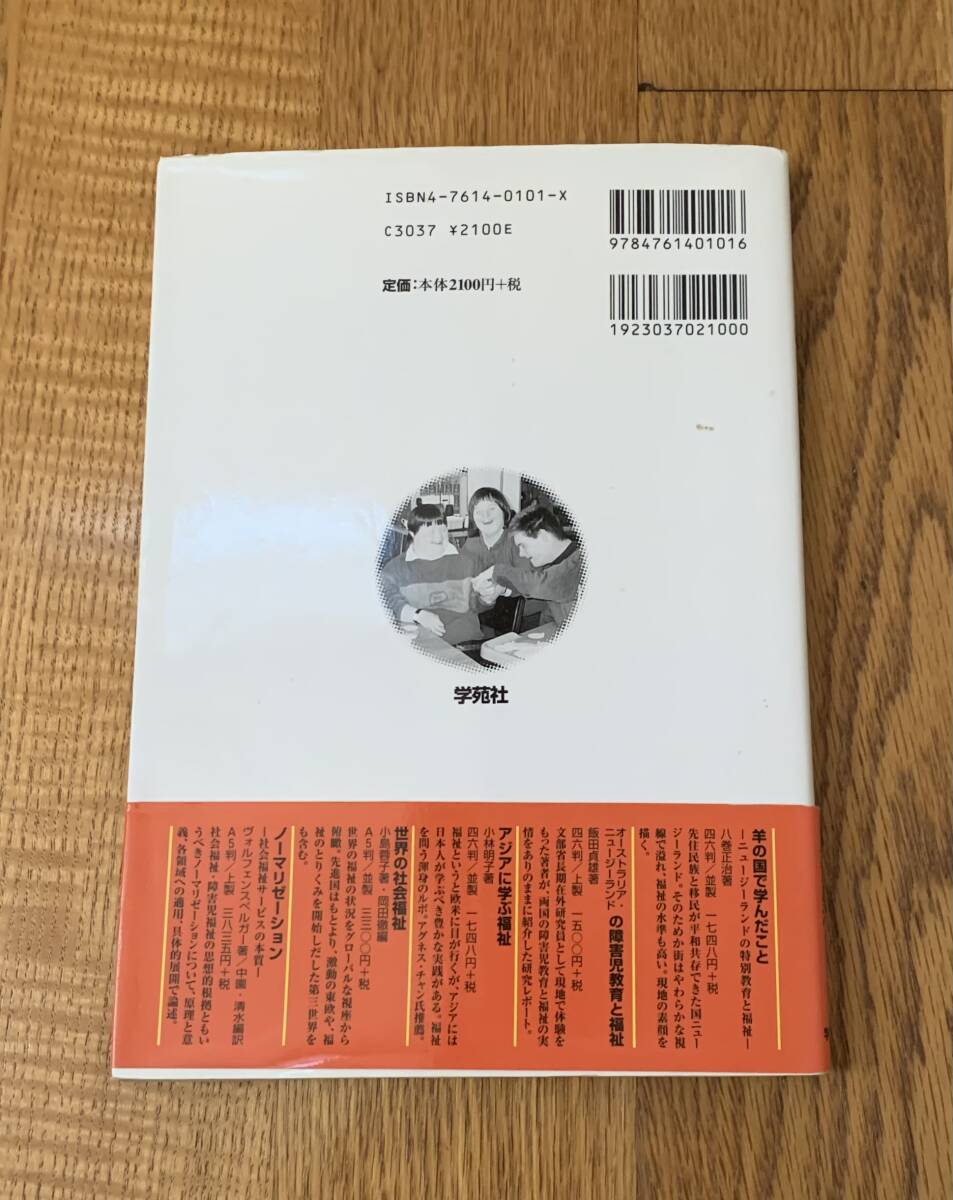 ISBN4-7614-0101-X
C3037 ¥2100E
定価：本体2100円+税
9784761401016
1923037021000
学苑社
羊の国で学んだこと
―ニュージーランドの特別教育と福祉―
八巻正治著
四六判／並製　一七四八円+税
先住民族と移民が平和共存できた国ニュー
ジーランド。そのためか街はやわらかな視
線で溢れ、福祉の水準も高い。現地の素顔を
描く。
オーストラリア・
ニュージーランドの障害児教育と福祉
飯田貞雄著
四六判／上製　一五〇〇円+税
文部省長期在外研究員として現地で体験を
もった著者が、両国の障害児教育と福祉の実
情をありのままに紹介した研究レポート。
アジアに学ぶ福祉
小林明子著
四六判／並製　一七四八円+税
福祉というと欧米に目が行くが、アジアには
日本人が学ぶべき豊かな実践がある。福祉
を問う渾身のルポ。アグネス・チャン氏推薦。
世界の社会福祉
小島蓉子著・岡田徹編
A5判／並製　三三〇〇円+税
世界の福祉の状況をグローバルな視座から
俯瞰。先進国はもとより、激動の東欧や、福
祉のとりくみを開始しだした第三世界を
も含む。
ノーマリゼーション
―社会福祉サービスの本質―
ヴォルフェンスベルガー著／中園・清水編訳
A5判／上製　三八三五円+税
社会福祉・障害児福祉の思想的根拠ともい
うべきノーマリゼーションについて、原理と意
義、各領域への適用、具体的展開で論述。